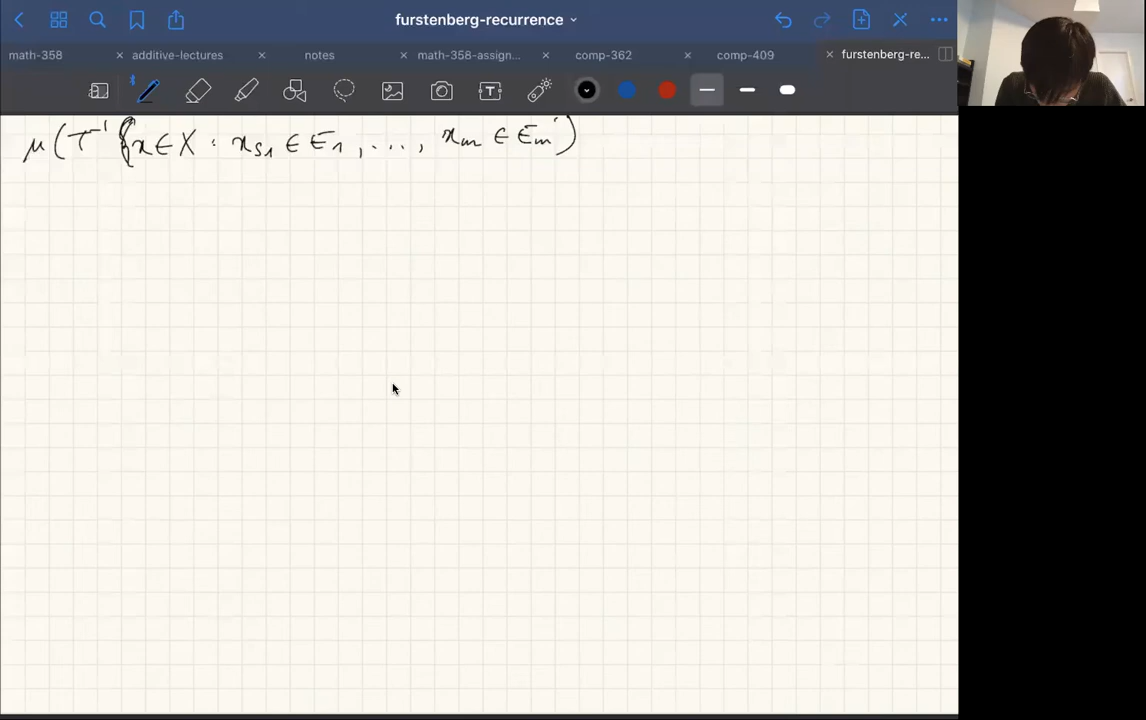 furstenberg-recurrence
math-358
additive-lectures
notes
math-358-assign...
comp-362
comp-409
furstenberg-re...
μ(T⁻¹{x∈X : x_{s_1} ∈ E_1, ..., x_m ∈ E_m})